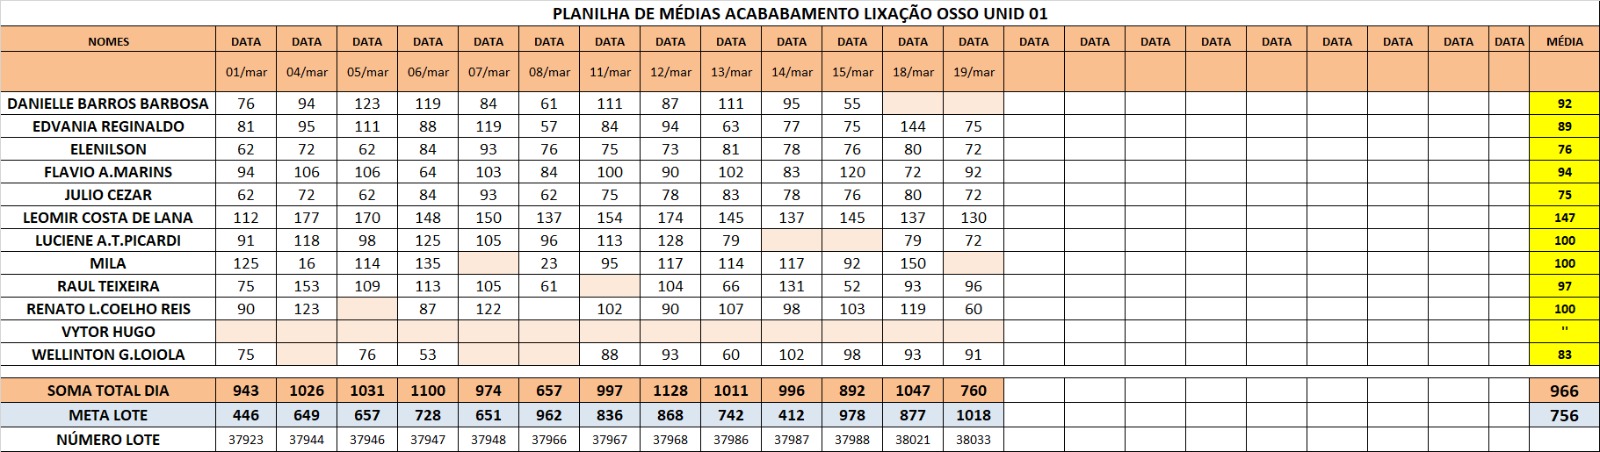 PLANILHA DE MÉDIAS ACABABAMENTO LIXAÇÃO OSSO UNID 01
NOMES DATA DATA DATA DATA DATA DATA DATA DATA DATA DATA DATA DATA DATA DATA DATA DATA DATA DATA DATA DATA DATA DATA MÉDIA
01/mar 04/mar 05/mar 06/mar 07/mar 08/mar 11/mar 12/mar 13/mar 14/mar 15/mar 18/mar 19/mar
DANIELLE BARROS BARBOSA 76 94 123 119 84 61 111 87 111 95 55 92
EDVANIA REGINALDO 81 95 111 88 119 57 84 94 63 77 75 144 75 89
ELENILSON 62 72 62 84 93 76 75 73 81 78 76 80 72 76
FLAVIO A.MARINS 94 106 106 64 103 84 100 90 102 83 120 72 92 94
JULIO CEZAR 62 72 62 84 93 62 75 78 83 78 76 80 72 75
LEOMIR COSTA DE LANA 112 177 170 148 150 137 154 174 145 137 145 137 130 147
LUCIENE A.T.PICARDI 91 118 98 125 105 96 113 128 79 79 72 100
MILA 125 16 114 135 23 95 117 114 117 92 150 100
RAUL TEIXEIRA 75 153 109 113 105 61 104 66 131 52 93 96 97
RENATO L.COELHO REIS 90 123 87 122 102 90 107 98 103 119 60 100
VYTOR HUGO ''
WELLINTON G.LOIOLA 75 76 53 88 93 60 102 98 93 91 83
SOMA TOTAL DIA 943 1026 1031 1100 974 657 997 1128 1011 996 892 1047 760 966
META LOTE 446 649 657 728 651 962 836 868 742 412 978 877 1018 756
NÚMERO LOTE 37923 37944 37946 37947 37948 37966 37967 37968 37986 37987 37988 38021 38033